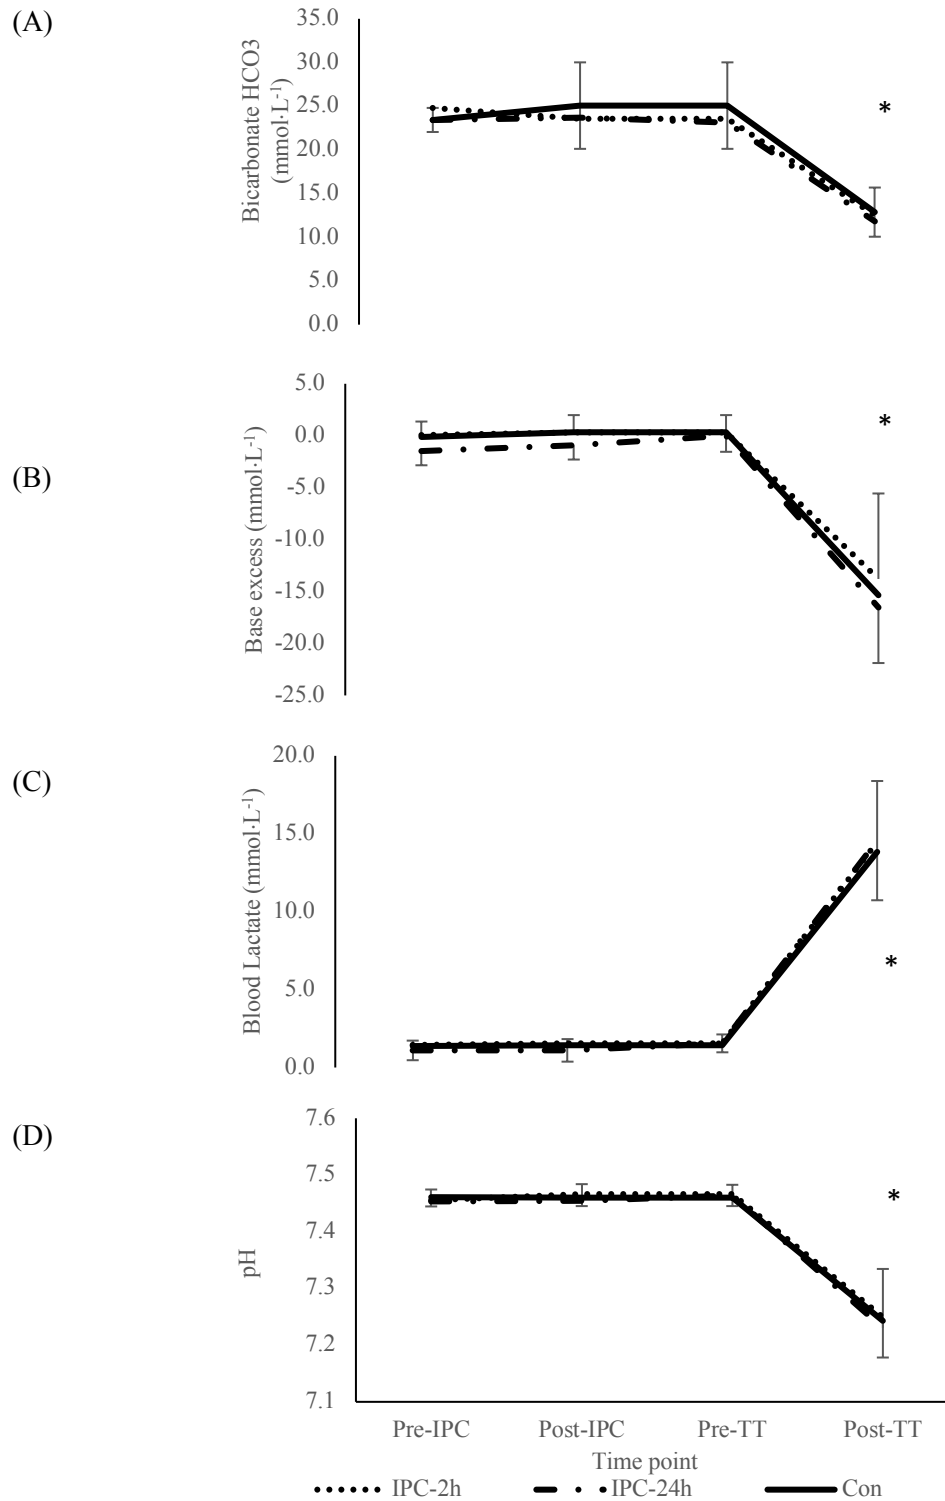 (A)
Bicarbonate HCO3
(mmol·L-1)
35.0
30.0
25.0
20.0
15.0
10.0
5.0
0.0
*
(B)
Base excess (mmol·L-1)
5.0
0.0
-5.0
-10.0
-15.0
-20.0
-25.0
*
(C)
Blood Lactate (mmol·L-1)
20.0
15.0
10.0
5.0
0.0
*
(D)
pH
7.6
7.5
7.4
7.3
7.2
7.1
*
Pre-IPC Post-IPC Pre-TT Post-TT
Time point
IPC-2h IPC-24h Con